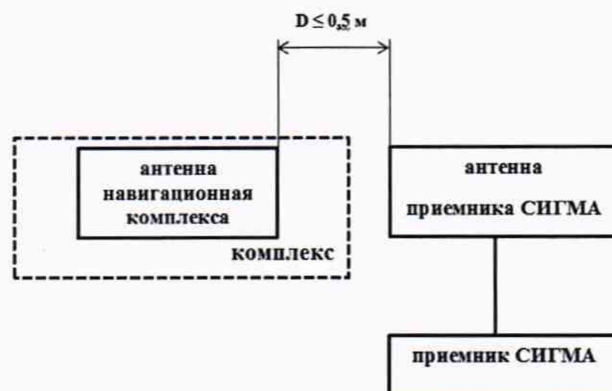 D ≤ 0,5 м
антенна
навигационная
комплекса
комплекс
антенна
приемника СИГМА
приемник СИГМА